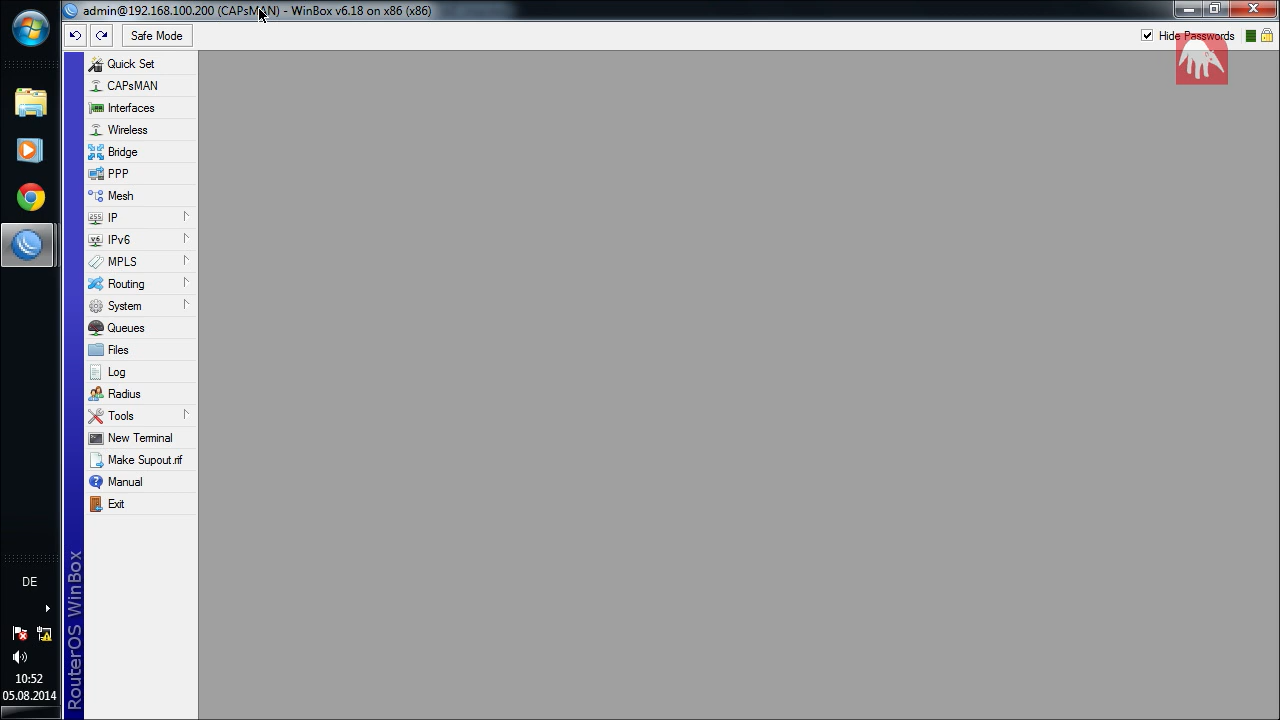 admin@192.168.100.200 (CAPsMAN) - WinBox v6.18 on x86 (x86)
Safe Mode
Hide Passwords
Quick Set
CAPsMAN
Interfaces
Wireless
Bridge
PPP
Mesh
IP
IPv6
MPLS
Routing
System
Queues
Files
Log
Radius
Tools
New Terminal
Make Supout.rif
Manual
Exit
RouterOS WinBox
DE
10:52
05.08.2014